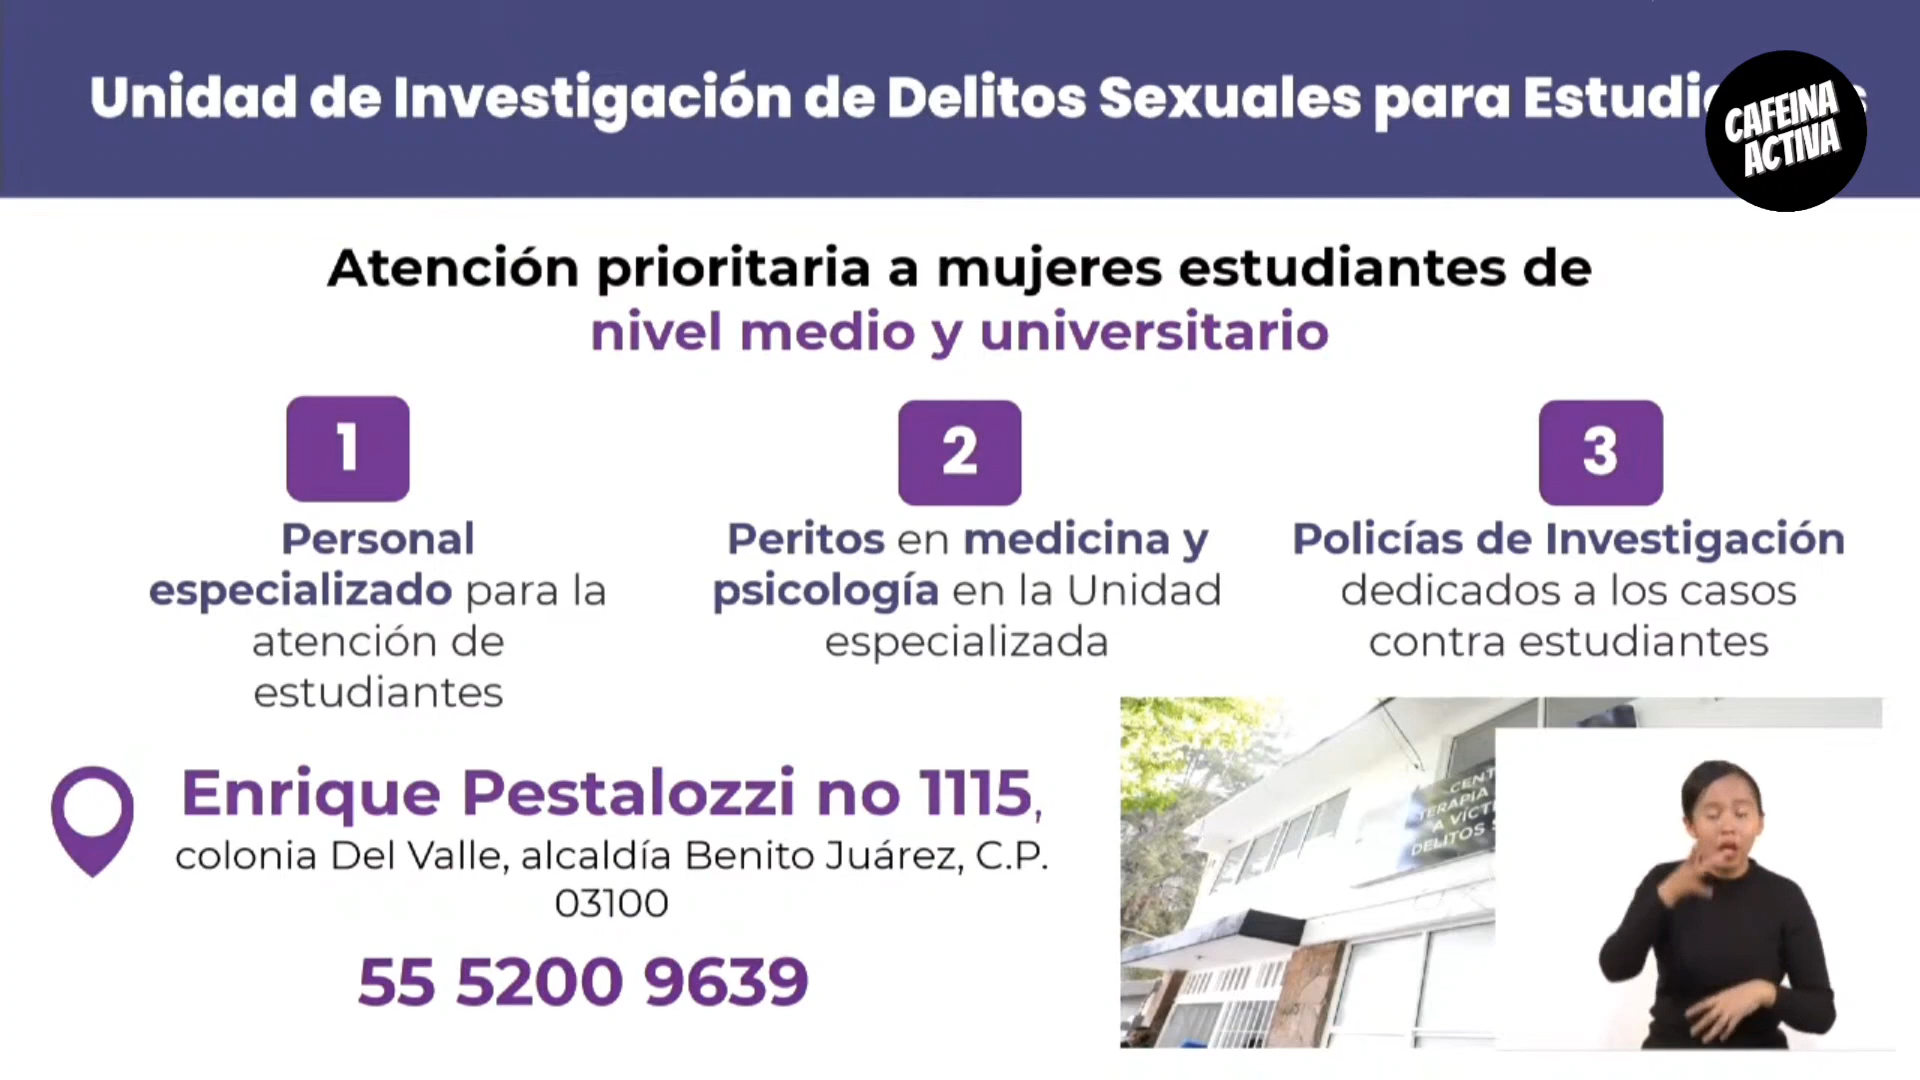 Unidad de Investigación de Delitos Sexuales para
CAFEINA
ACTIVA
Atención prioritaria a mujeres estudiantes de
nivel medio y universitario
1
Personal
especializado para la
atención de
estudiantes
2
Peritos en medicina y
psicología en la Unidad
especializada
3
Policías de Investigación
dedicados a los casos
contra estudiantes
Enrique Pestalozzi no 1115,
colonia Del Valle, alcaldía Benito Juárez, C.P.
03100
55 5200 9639
TERAPIA
DELITOS